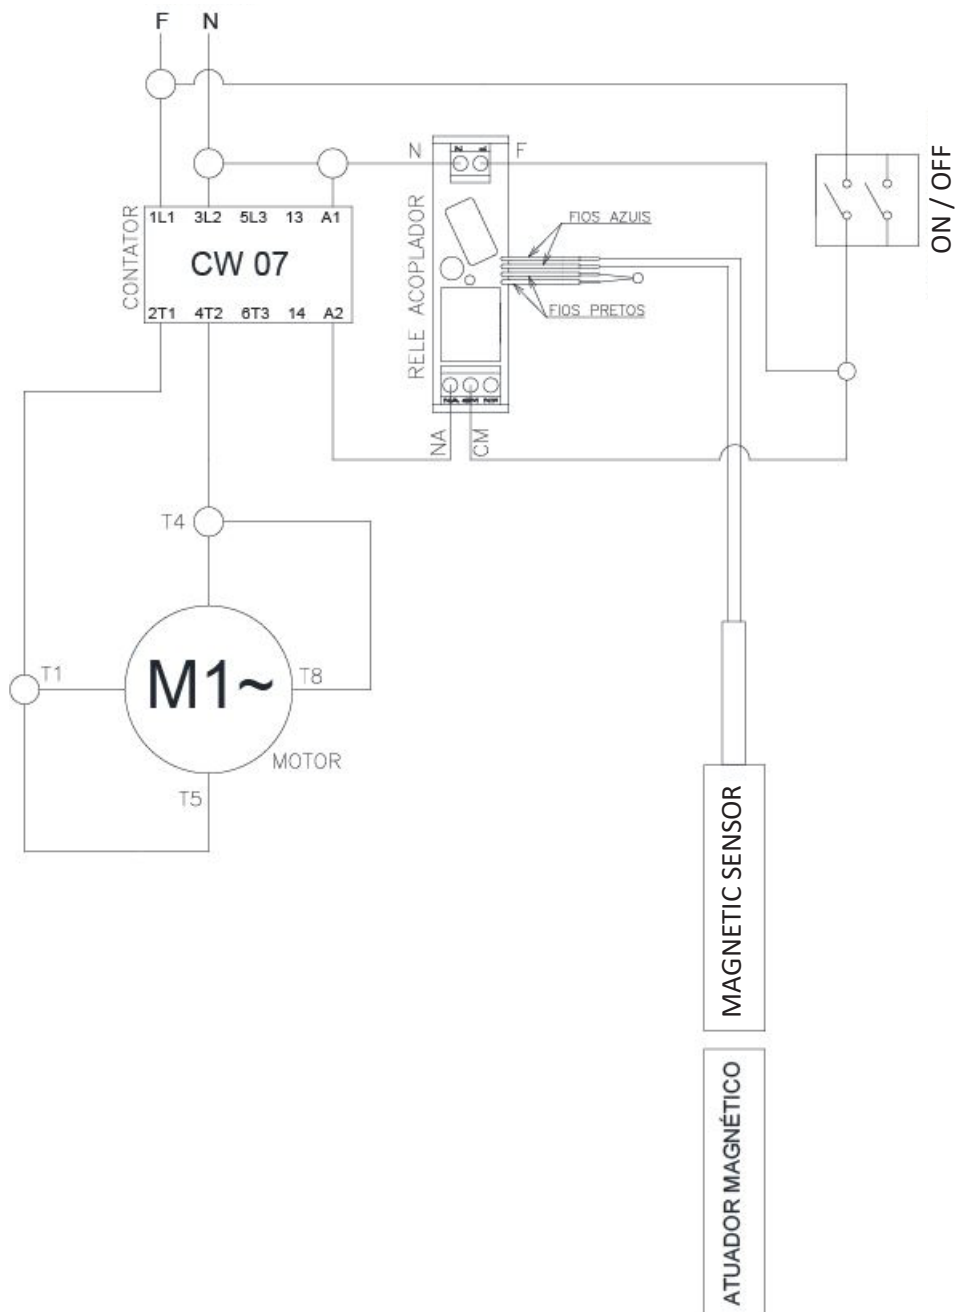 F N
N
F
ON / OFF
CONTATOR
1L1 3L2 5L3 13 A1
CW 07
2T1 4T2 6T3 14 A2
RELE ACOPLADOR
FIOS AZUIS
FIOS PRETOS
NA
CM
T4
T1
M1~
T8
MOTOR
T5
MAGNETIC SENSOR
ATUADOR MAGNÉTICO